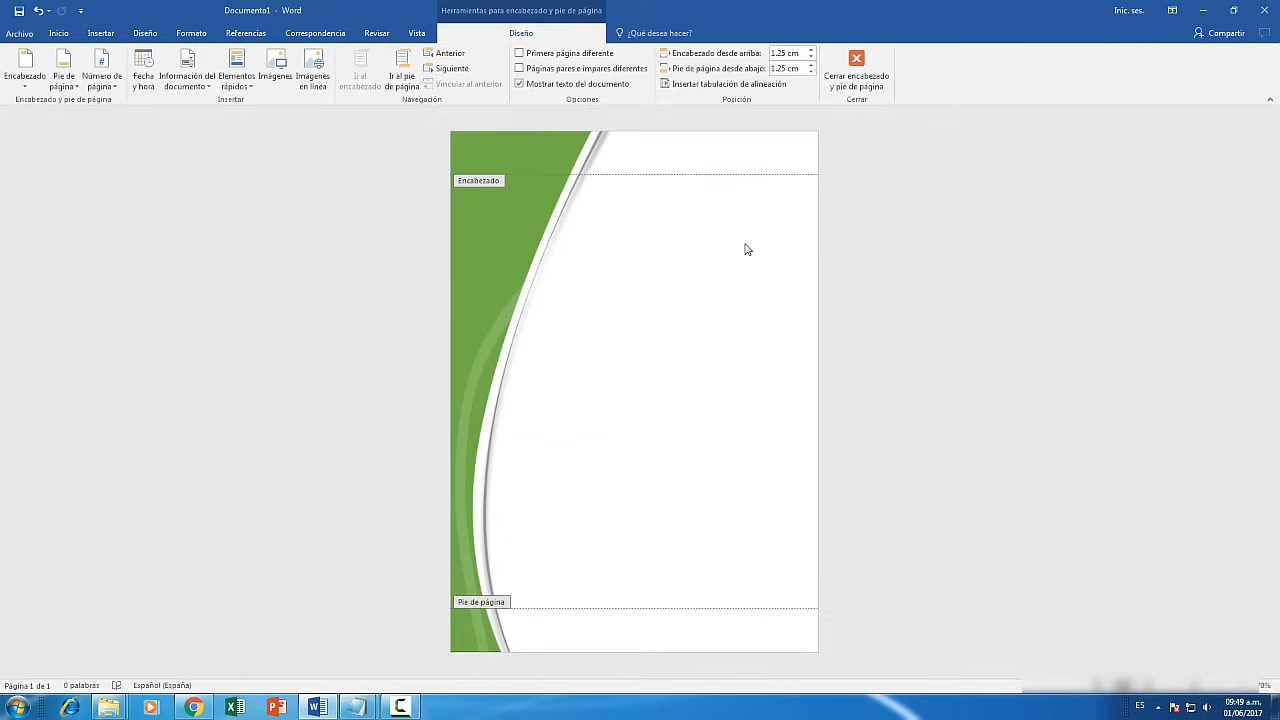 Documento1 - Word
Herramientas para encabezado y pie de página
Inic. ses.
Archivo
Inicio
Insertar
Diseño
Formato
Referencias
Correspondencia
Revisar
Vista
Diseño
¿Qué desea hacer?
Compartir
Encabezado
Pie de página
Número de página
Fecha y hora
Información del documento
Elementos rápidos
Imágenes
Imágenes en línea
Ir al encabezado
Ir al pie de página
Anterior
Siguiente
Vincular al anterior
Primera página diferente
Páginas pares e impares diferentes
Mostrar texto del documento
Encabezado desde arriba: 1.25 cm
Pie de página desde abajo: 1.25 cm
Insertar tabulación de alineación
Cerrar encabezado y pie de página
Encabezado y pie de página
Insertar
Navegación
Opciones
Posición
Cerrar
Encabezado
Pie de página
Página 1 de 1
0 palabras
Español (España)
ES
09:49 a.m.
01/06/2017